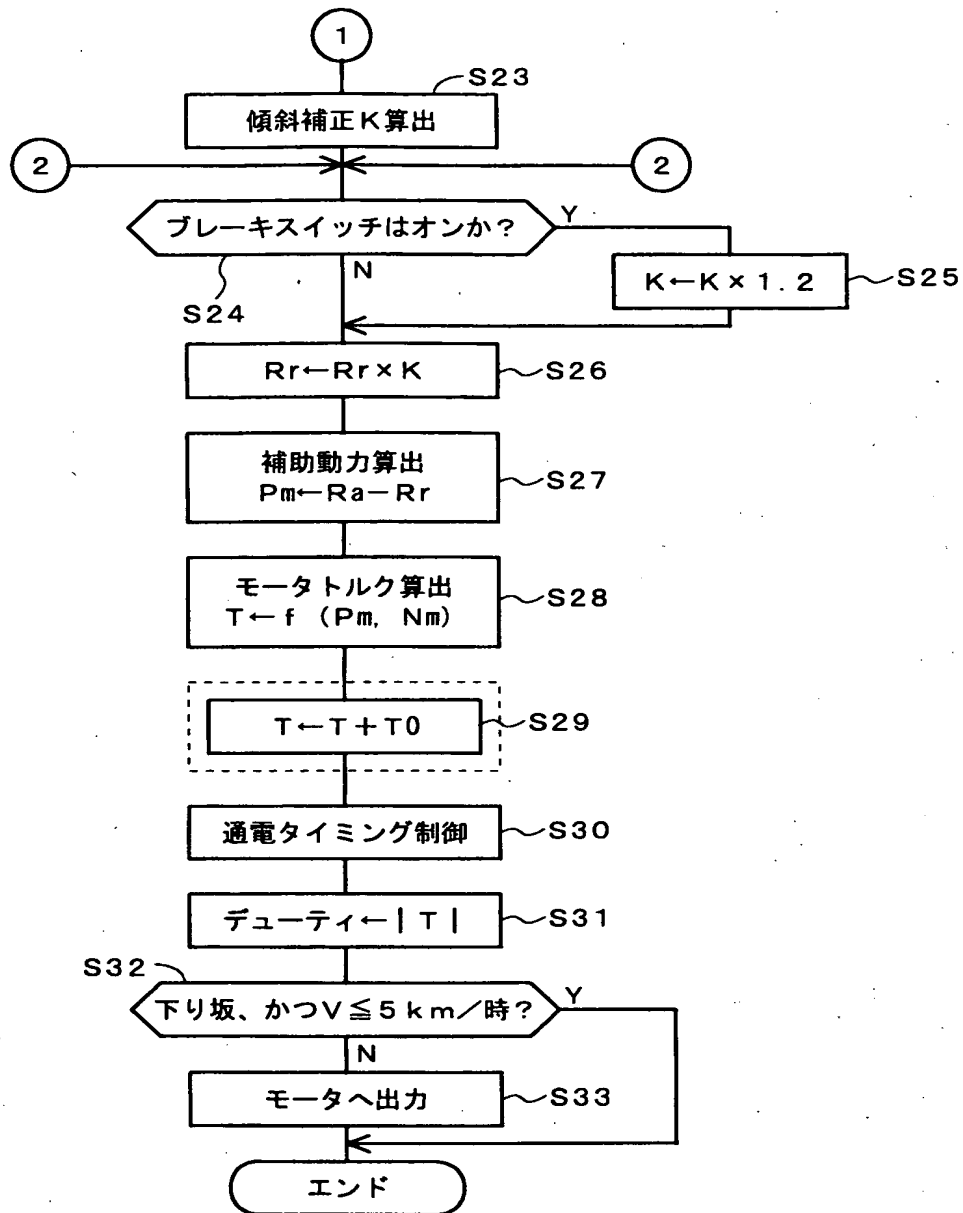 1
S23
傾斜補正K算出
2
2
ブレーキスイッチはオンか?
Y
N
S24
K←K×1.2
S25
Rr←Rr×K
S26
補助動力算出
Pm←Ra−Rr
S27
モータトルク算出
T←f (Pm, Nm)
S28
T←T+T0
S29
通電タイミング制御
S30
デューティ←|T|
S31
S32
下り坂、かつV≦5km/時?
Y
N
モータへ出力
S33
エンド